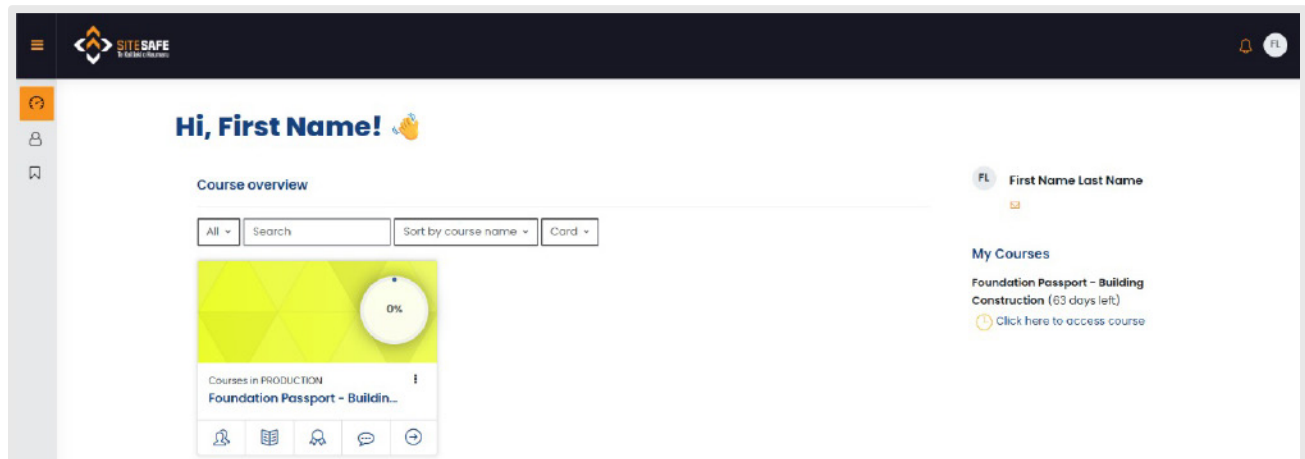 SITESAFE
FL
Hi, First Name!
Course overview
All
Search
Sort by course name
Card
0%
Courses in PRODUCTION
Foundation Passport - Buildin...
FL
First Name Last Name
My Courses
Foundation Passport - Building
Construction (63 days left)
Click here to access course